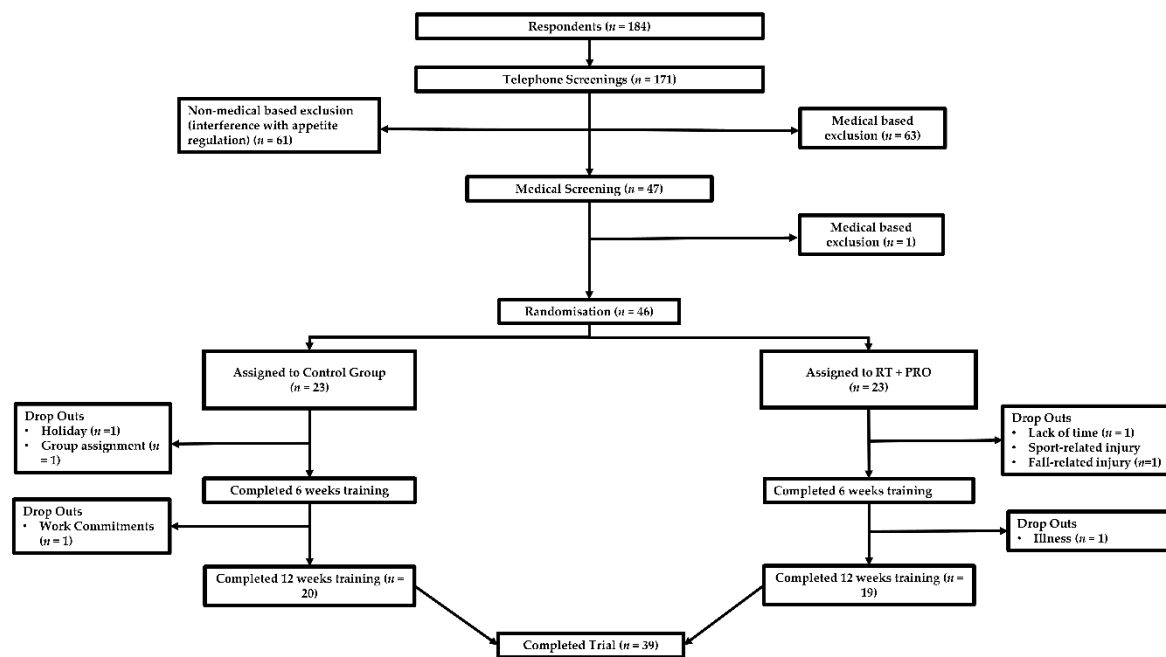 Respondents (n = 184)
Telephone Screenings (n = 171)
Non-medical based exclusion
(interference with appetite
regulation) (n = 61)
Medical based
exclusion (n = 63)
Medical Screening (n = 47)
Medical based
exclusion (n = 1)
Randomisation (n = 46)
Assigned to Control Group
(n = 23)
Assigned to RT + PRO
(n = 23)
Drop Outs
• Holiday (n =1)
• Group assignment (n
= 1)
Drop Outs
• Lack of time (n = 1)
• Sport-related injury
• Fall-related injury (n=1)
Completed 6 weeks training
Completed 6 weeks training
Drop Outs
• Work Commitments
(n = 1)
Drop Outs
• Illness (n = 1)
Completed 12 weeks training (n =
20)
Completed 12 weeks training (n =
19)
Completed Trial (n = 39)